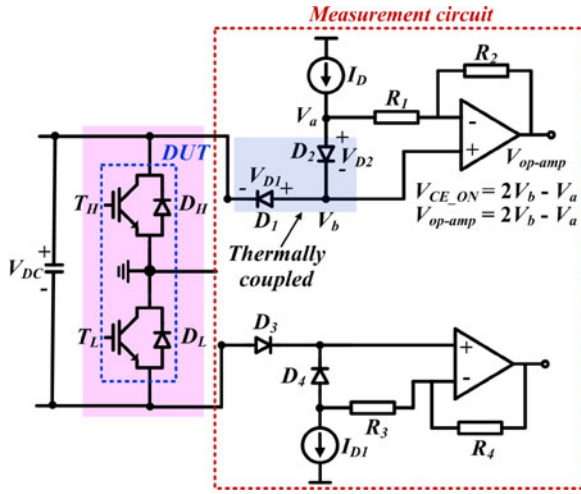 Measurement circuit
I_D
R_2
V_a
R_1
-
+
V_op-amp
DUT
D_2
+
V_D2
-
-
V_D1
+
D_1
V_b
V_CE_ON = 2V_b - V_a
V_op-amp = 2V_b - V_a
Thermally
coupled
T_H
D_H
V_DC
+
-
T_L
D_L
D_3
D_4
+
-
R_3
I_D1
R_4